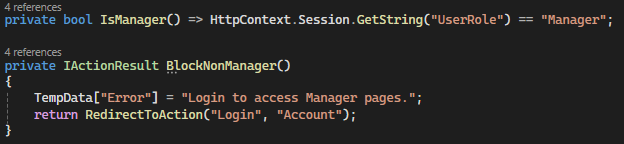 4 references
private bool IsManager() => HttpContext.Session.GetString("UserRole") == "Manager";
4 references
private IActionResult BlockNonManager()
{
TempData["Error"] = "Login to access Manager pages.";
return RedirectToAction("Login", "Account");
}